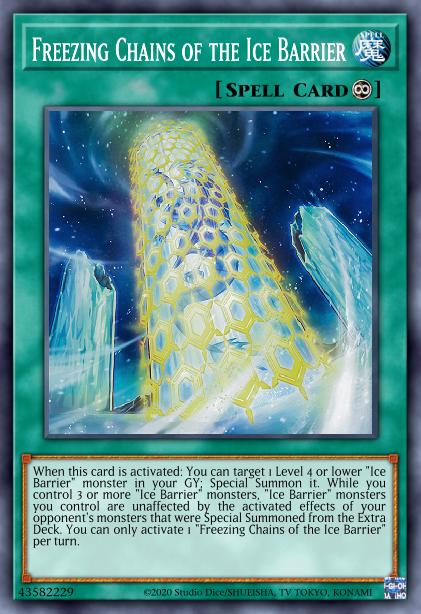 FREEZING CHAINS OF THE ICE BARRIER
SPELL
魔
[SPELL CARD]
When this card is activated: You can target 1 Level 4 or lower "Ice
Barrier" monster in your GY; Special Summon it. While you
control 3 or more "Ice Barrier" monsters, "Ice Barrier" monsters
you control are unaffected by the activated effects of your
opponent's monsters that were Special Summoned from the Extra
Deck. You can only activate 1 "Freezing Chains of the Ice Barrier"
per turn.
43582229
©2020 Studio Dice/SHUEISHA, TV TOKYO, KONAMI